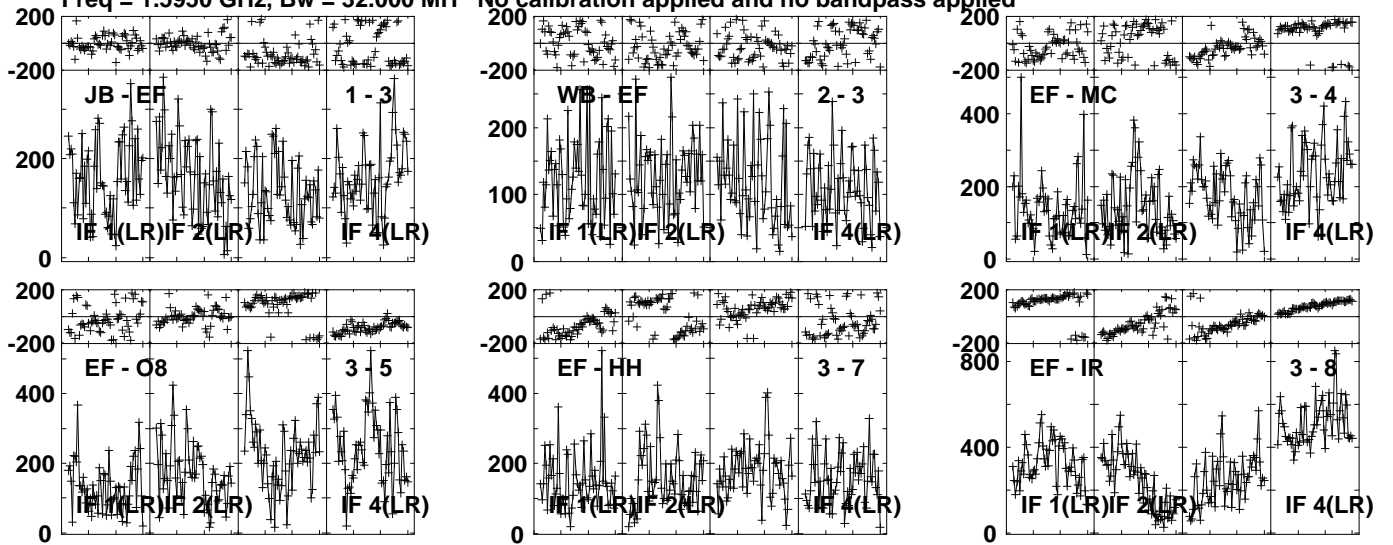 Freq = 1.5950 GHz, Bw = 32.000 MH No calibration applied and no bandpass applied
200 200 200
-200 -200 -200
JB - EF 1 - 3 WB - EF 2 - 3 EF - MC 3 - 4
200 200 400
100 200
IF 1(LR) IF 2(LR) IF 4(LR) IF 1(LR) IF 2(LR) IF 4(LR) IF 1(LR) IF 2(LR) IF 4(LR)
0 0 0
200 200 200
-200 -200 -200
EF - O8 3 - 5 EF - HH 3 - 7 EF - IR 3 - 8
800
400 400 400
200 200
IF 1(LR) IF 2(LR) IF 4(LR) IF 1(LR) IF 2(LR) IF 4(LR) IF 1(LR) IF 2(LR) IF 4(LR)
0 0 0